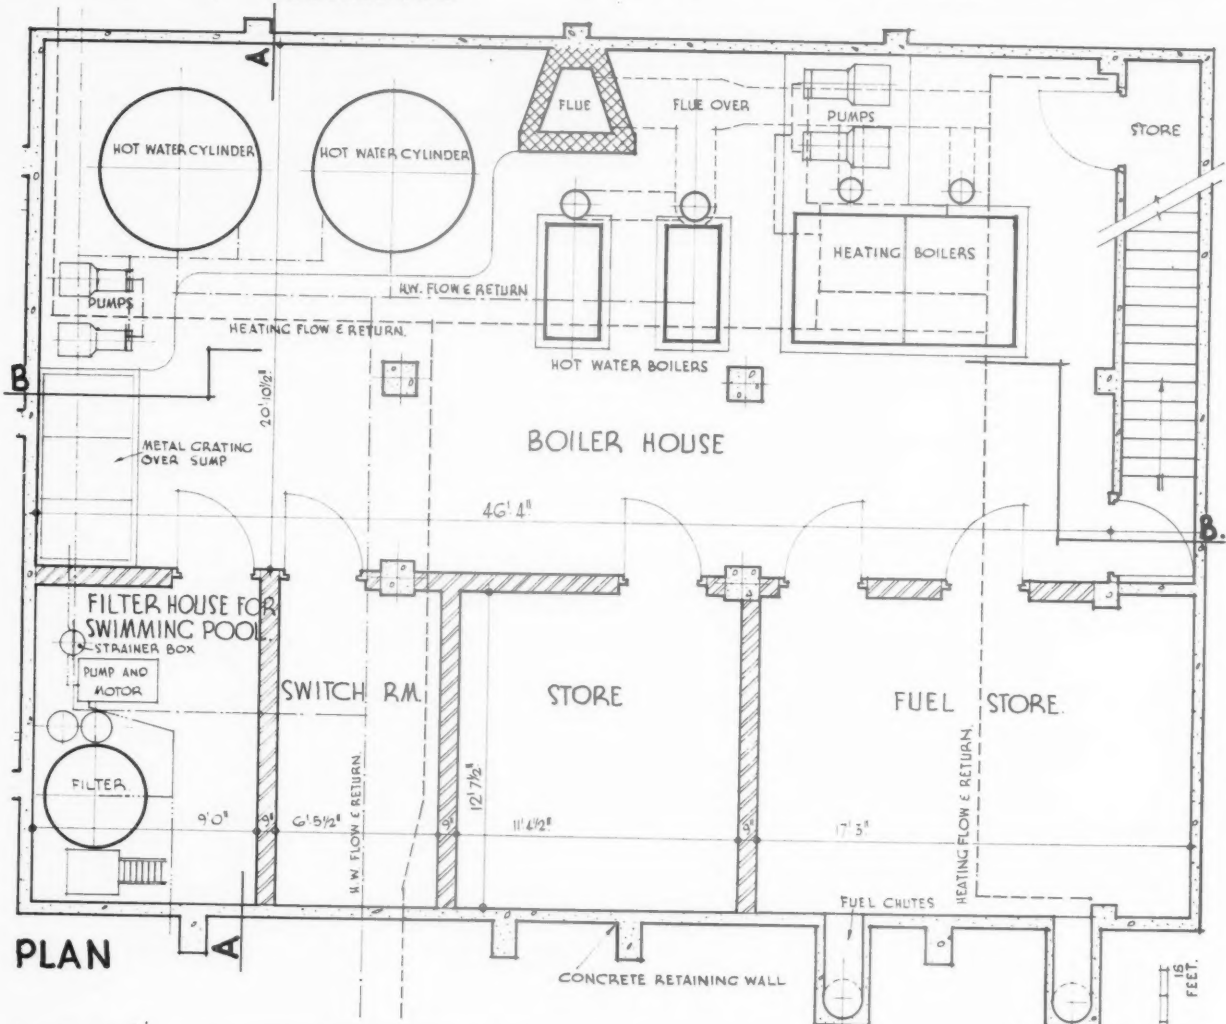 A
FLUE
FLUE OVER
PUMPS
STORE
HOT WATER CYLINDER
HOT WATER CYLINDER
HEATING BOILERS
H.W. FLOW & RETURN
PUMPS
HEATING FLOW & RETURN.
HOT WATER BOILERS
B
20'.10½"
METAL GRATING
OVER SUMP
BOILER HOUSE
46'.4"
B.
FILTER HOUSE FOR
SWIMMING POOL.
STRAINER BOX
PUMP AND
MOTOR
SWITCH RM.
STORE
FUEL STORE.
FILTER
H.W. FLOW & RETURN.
12'.7½"
HEATING FLOW & RETURN.
9'.0"
9"
6'.5½"
9"
11'.4½"
9"
17'.3"
FUEL CHUTES
PLAN
A
CONCRETE RETAINING WALL
16
FEET.